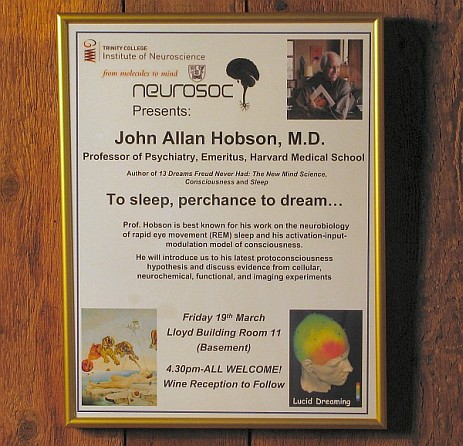 TRINITY COLLEGE
Institute of Neuroscience
from molecules to mind
neurosoc
Presents:
John Allan Hobson, M.D.
Professor of Psychiatry, Emeritus, Harvard Medical School
Author of 13 Dreams Freud Never Had: The New Mind Science,
Consciousness and Sleep
To sleep, perchance to dream…
Prof. Hobson is best known for his work on the neurobiology
of rapid eye movement (REM) sleep and his activation-input-
modulation model of consciousness.
He will introduce us to his latest protoconsciousness
hypothesis and discuss evidence from cellular,
neurochemical, functional, and imaging experiments
Friday 19th March
Lloyd Building Room 11
(Basement)
4.30pm-ALL WELCOME!
Wine Reception to Follow
Lucid Dreaming